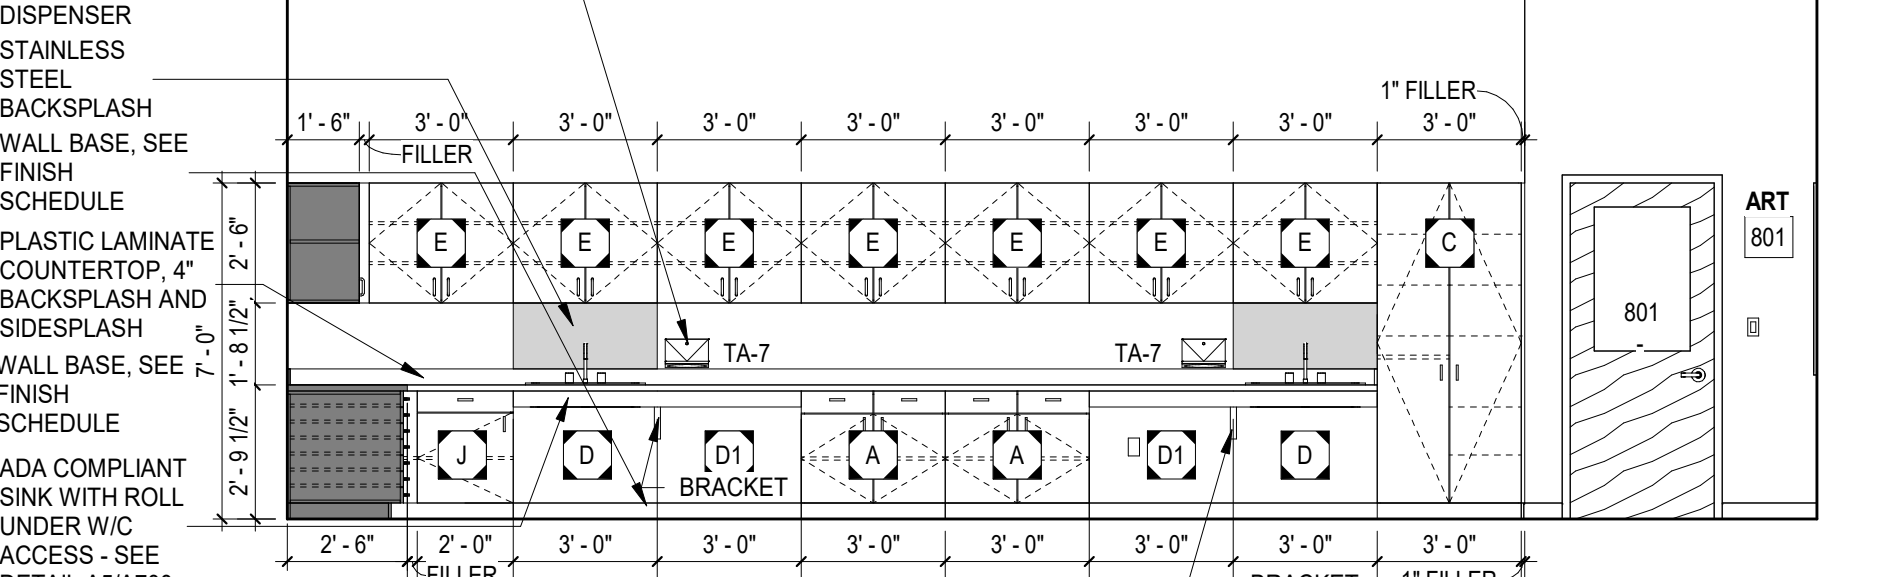 DISPENSER
STAINLESS
STEEL
BACKSPLASH
WALL BASE, SEE
FINISH
SCHEDULE
PLASTIC LAMINATE
COUNTERTOP, 4"
BACKSPLASH AND
SIDESPLASH
WALL BASE, SEE
FINISH
SCHEDULE
ADA COMPLIANT
SINK WITH ROLL
UNDER W/C
ACCESS - SEE
1" FILLER
1' - 6" 3' - 0" 3' - 0" 3' - 0" 3' - 0" 3' - 0" 3' - 0" 3' - 0" 3' - 0"
FILLER
7' - 0"
2' - 6"
1' - 8 1/2"
2' - 9 1/2"
E E E E E E E C
TA-7 TA-7
J D D1 A A D1 D
BRACKET
801
ART
801
2' - 6" 2' - 0" 3' - 0" 3' - 0" 3' - 0" 3' - 0" 3' - 0" 3' - 0" 3' - 0"
FILLER BRACKET 1" FILLER